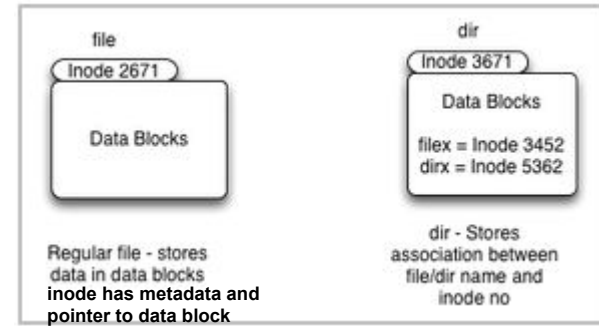 file
Inode 2671
Data Blocks
Regular file - stores
data in data blocks
inode has metadata and
pointer to data block
dir
Inode 3671
Data Blocks
filex = Inode 3452
dirx = Inode 5362
dir - Stores
association between
file/dir name and
inode no